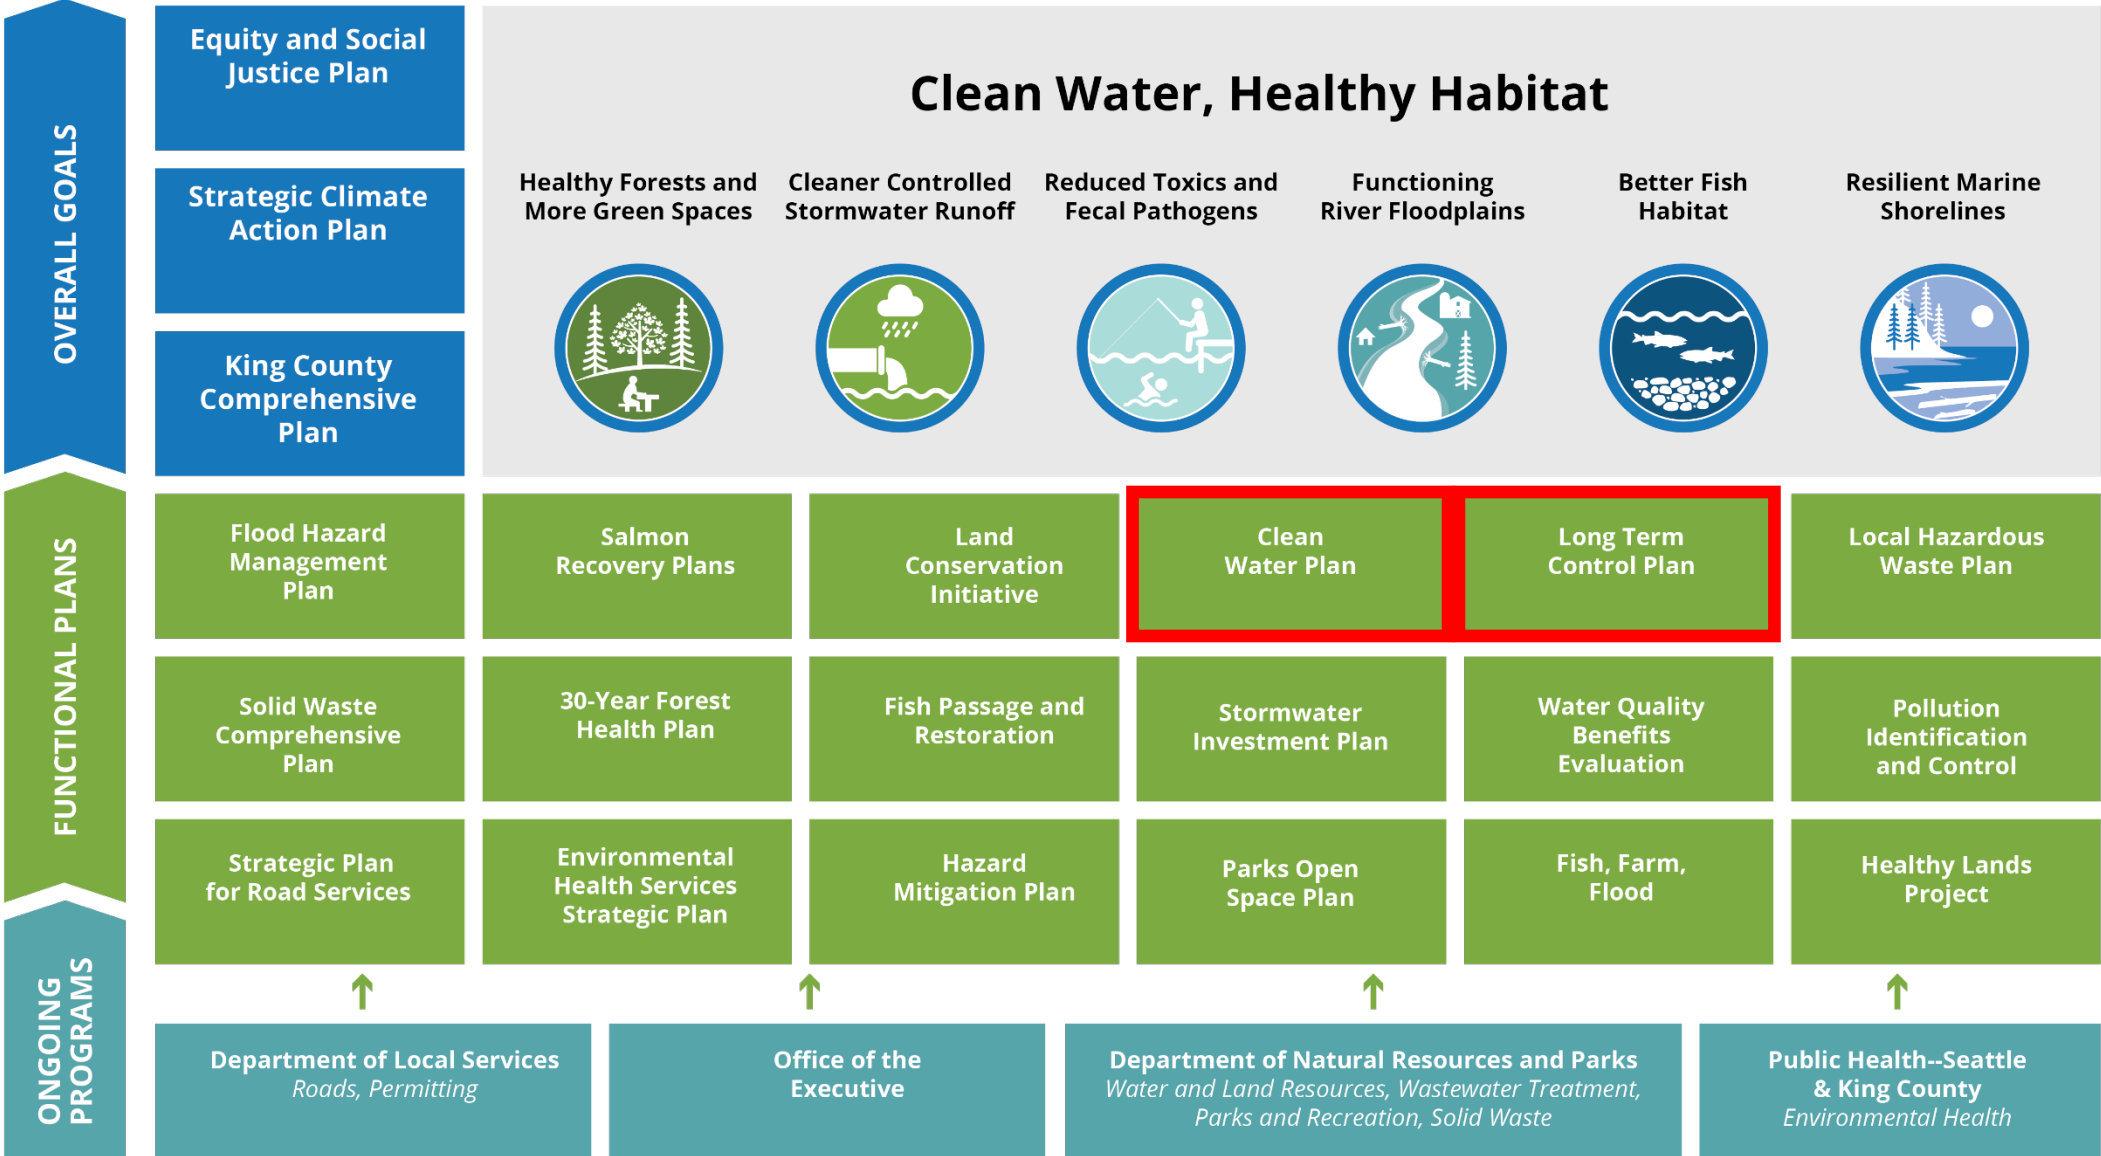 OVERALL GOALS
Equity and Social
Justice Plan
Strategic Climate
Action Plan
King County
Comprehensive
Plan
Clean Water, Healthy Habitat
Healthy Forests and
More Green Spaces
Cleaner Controlled
Stormwater Runoff
Reduced Toxics and
Fecal Pathogens
Functioning
River Floodplains
Better Fish
Habitat
Resilient Marine
Shorelines
FUNCTIONAL PLANS
Flood Hazard
Management
Plan
Salmon
Recovery Plans
Land
Conservation
Initiative
Clean
Water Plan
Long Term
Control Plan
Local Hazardous
Waste Plan
Solid Waste
Comprehensive
Plan
30-Year Forest
Health Plan
Fish Passage and
Restoration
Stormwater
Investment Plan
Water Quality
Benefits
Evaluation
Pollution
Identification
and Control
Strategic Plan
for Road Services
Environmental
Health Services
Strategic Plan
Hazard
Mitigation Plan
Parks Open
Space Plan
Fish, Farm,
Flood
Healthy Lands
Project
ONGOING
PROGRAMS
Department of Local Services
Roads, Permitting
Office of the
Executive
Department of Natural Resources and Parks
Water and Land Resources, Wastewater Treatment,
Parks and Recreation, Solid Waste
Public Health--Seattle
& King County
Environmental Health